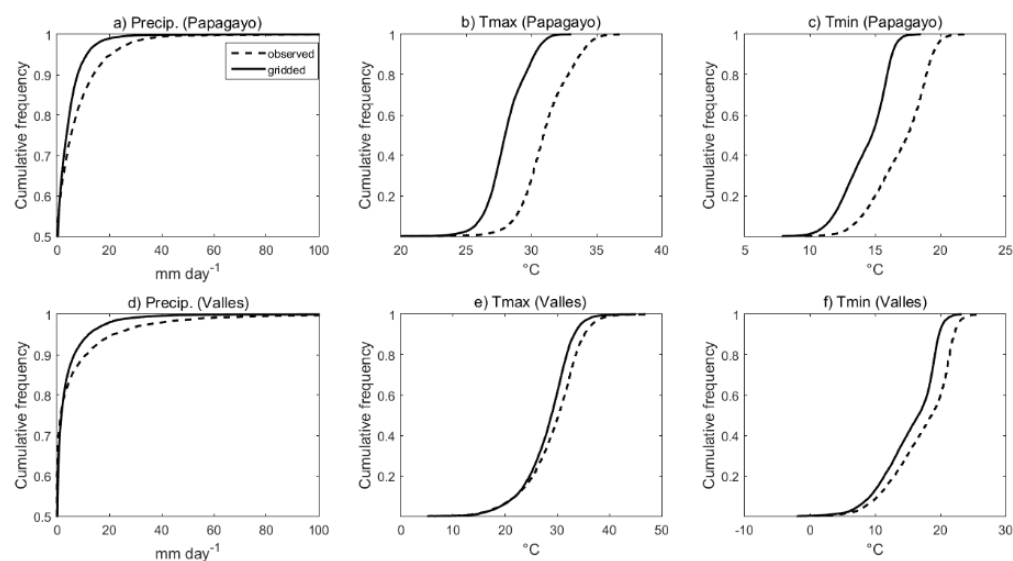 a) Precip. (Papagayo)
Cumulative frequency
1
0.9
0.8
0.7
0.6
0.5
0 20 40 60 80 100
mm day-1
observed
gridded
b) Tmax (Papagayo)
Cumulative frequency
1
0.8
0.6
0.4
0.2
20 25 30 35 40
°C
c) Tmin (Papagayo)
Cumulative frequency
1
0.8
0.6
0.4
0.2
5 10 15 20 25
°C
d) Precip. (Valles)
Cumulative frequency
1
0.9
0.8
0.7
0.6
0.5
0 20 40 60 80 100
mm day-1
e) Tmax (Valles)
Cumulative frequency
1
0.8
0.6
0.4
0.2
0 10 20 30 40 50
°C
f) Tmin (Valles)
Cumulative frequency
1
0.8
0.6
0.4
0.2
-10 0 10 20 30
°C